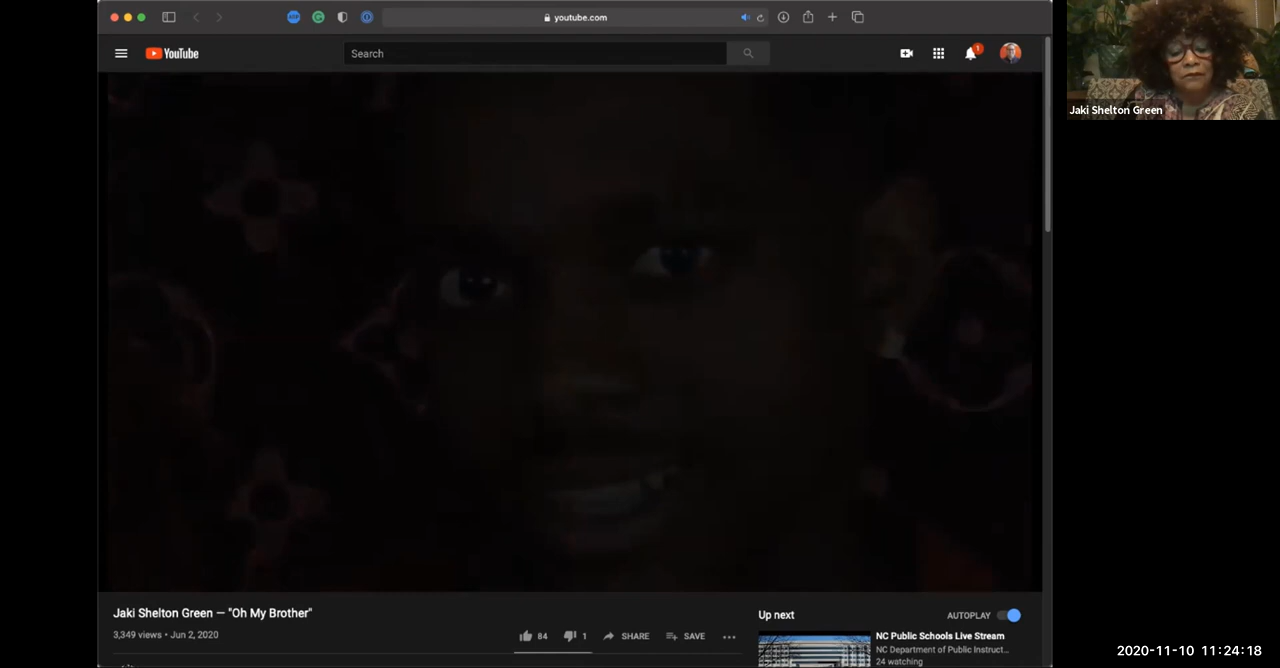 youtube.com
YouTube
Search
1
Jaki Shelton Green
Jaki Shelton Green — "Oh My Brother"
3,349 views • Jun 2, 2020
84
1
SHARE
SAVE
Up next
AUTOPLAY
NC Public Schools Live Stream
NC Department of Public Instruct...
24 watching
2020-11-10 11:24:18